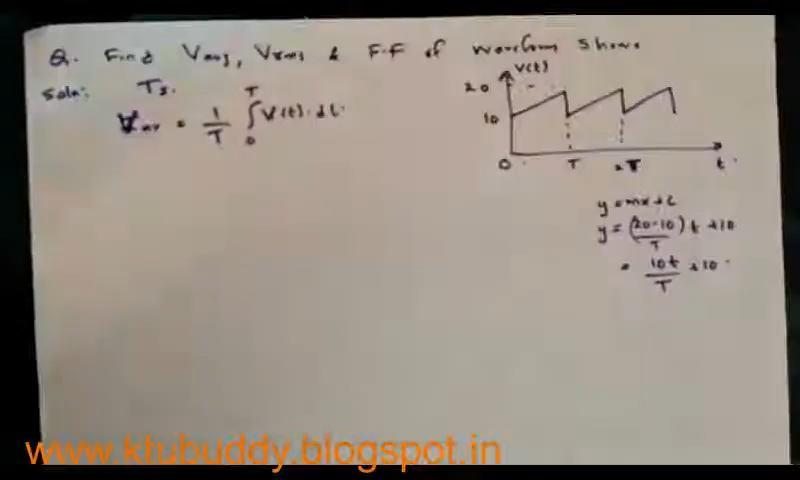 Q. Find Vavg, Vrms & F.F of waveform shown
Soln: T s.
Vav = 1/T ∫₀ᵀ V(t). dt.
V(t)
20
10
0 T 2T t.
y = mx+c
y = (20-10)/T t +10
= 10t/T +10
www.ktubuddy.blogspot.in